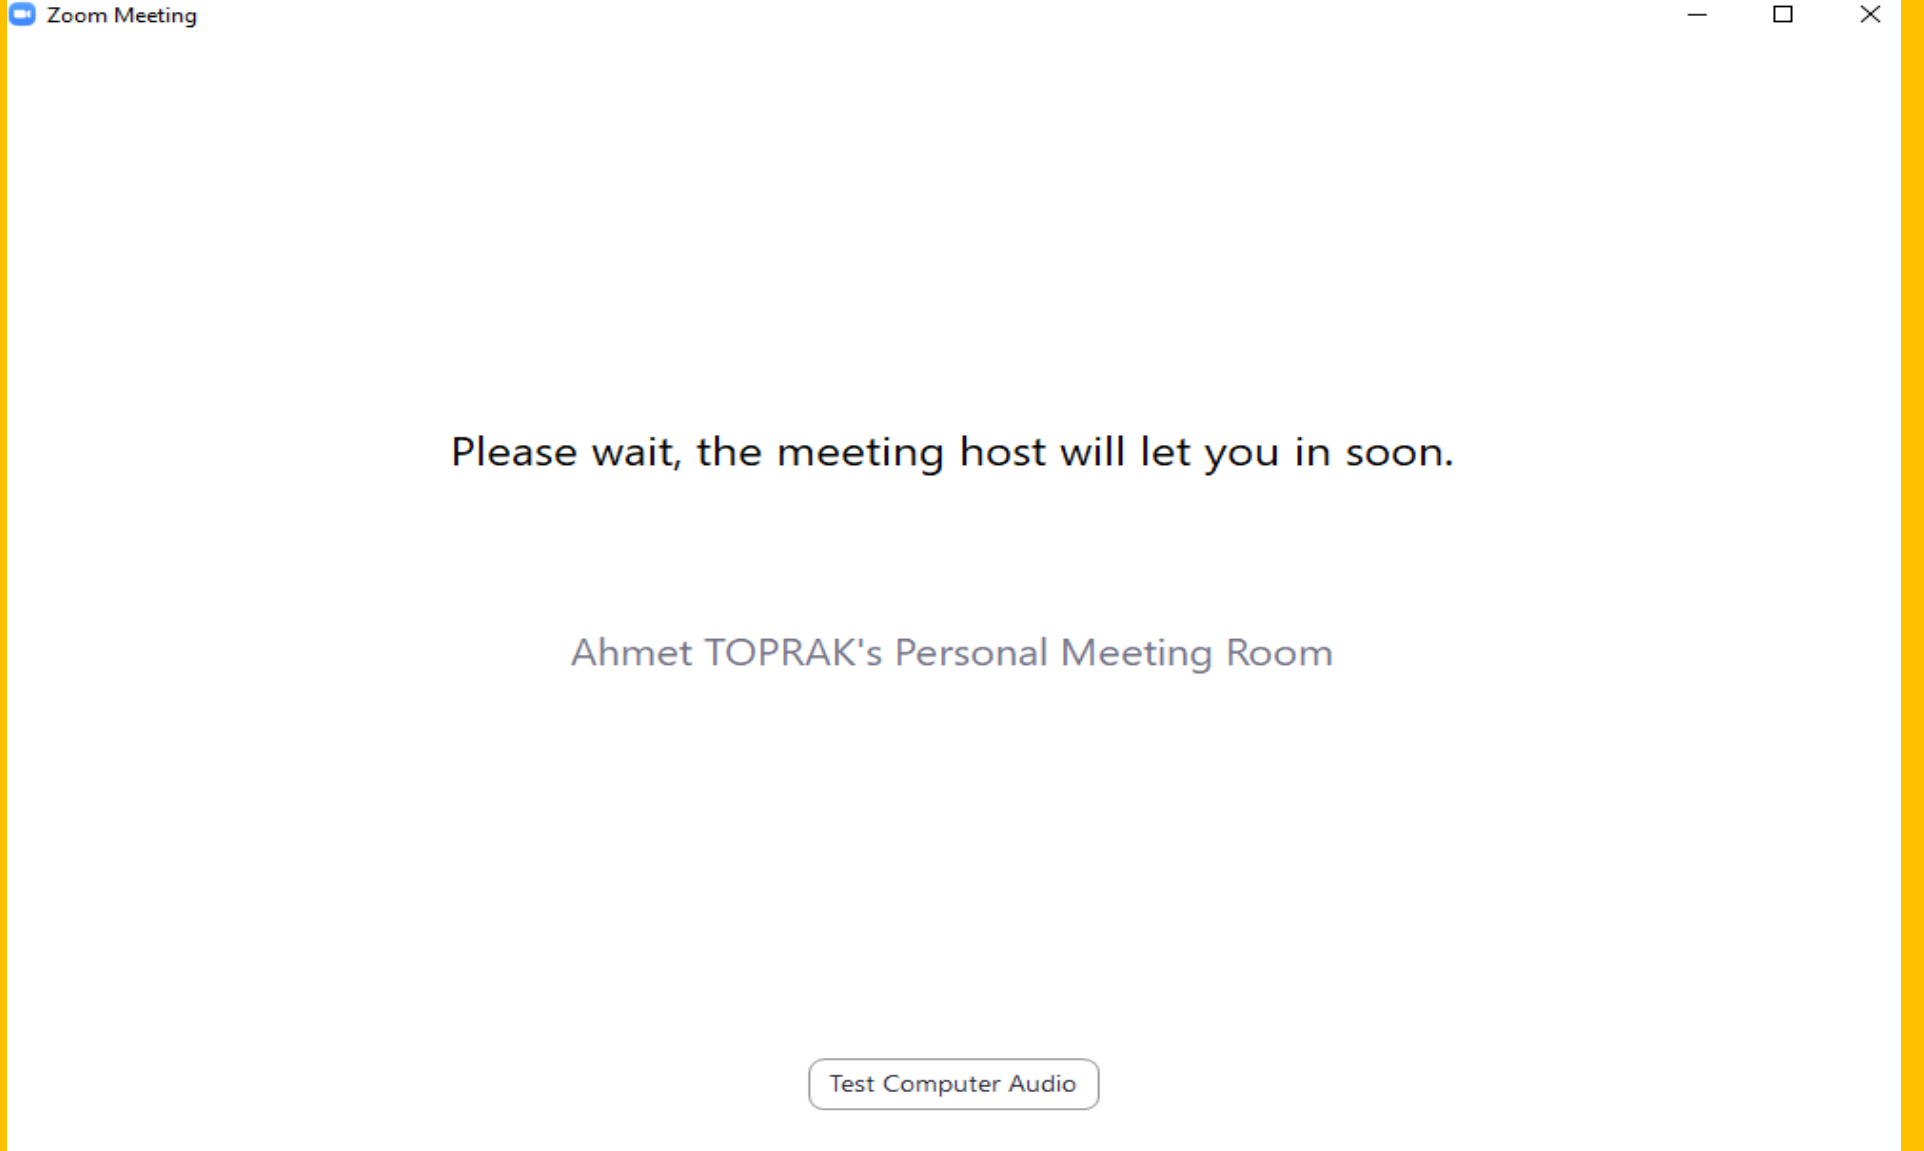 Zoom Meeting
Please wait, the meeting host will let you in soon.
Ahmet TOPRAK's Personal Meeting Room
Test Computer Audio